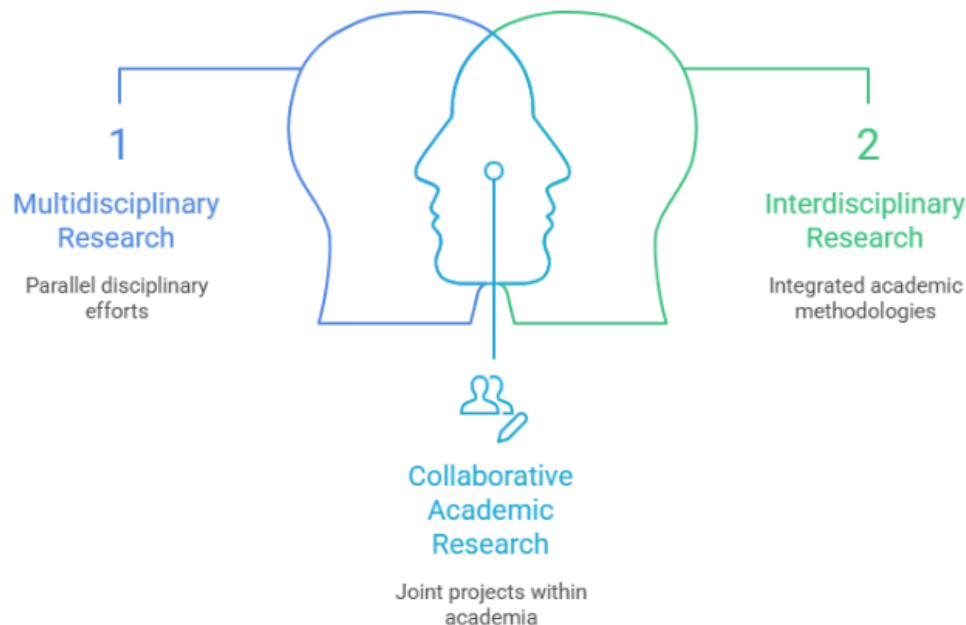 1
Multidisciplinary
Research
Parallel disciplinary
efforts
2
Interdisciplinary
Research
Integrated academic
methodologies
Collaborative
Academic
Research
Joint projects within
academia